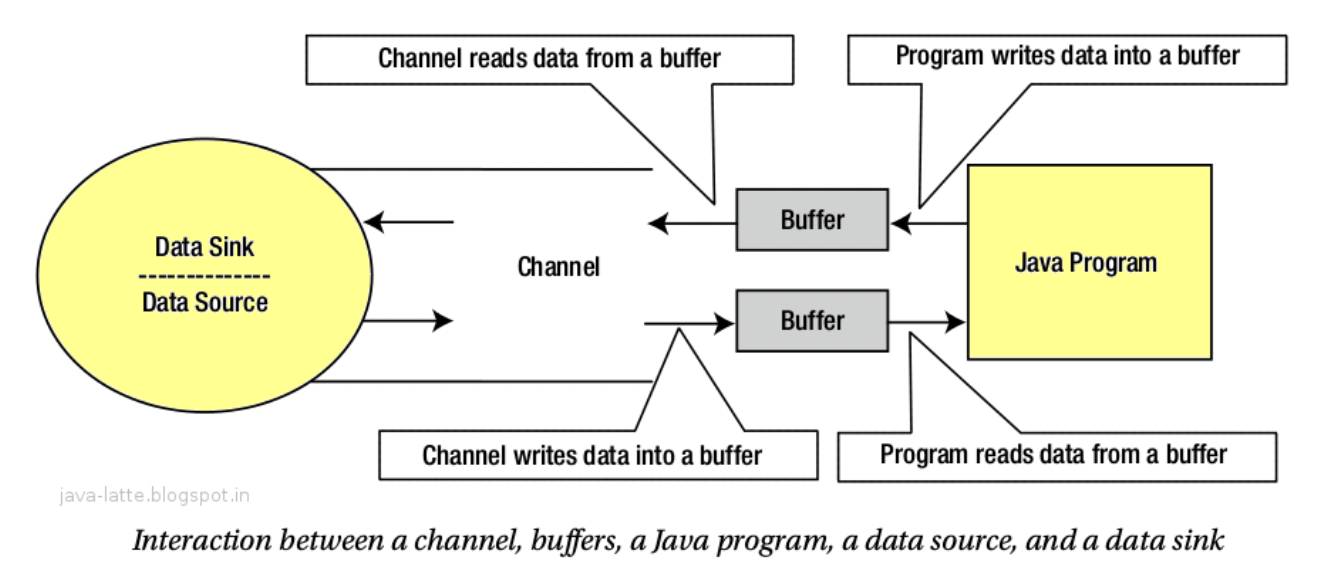 Channel reads data from a buffer
Program writes data into a buffer
Data Sink
--------------
Data Source
Channel
Buffer
Buffer
Java Program
Channel writes data into a buffer
Program reads data from a buffer
java-latte.blogspot.in
Interaction between a channel, buffers, a Java program, a data source, and a data sink